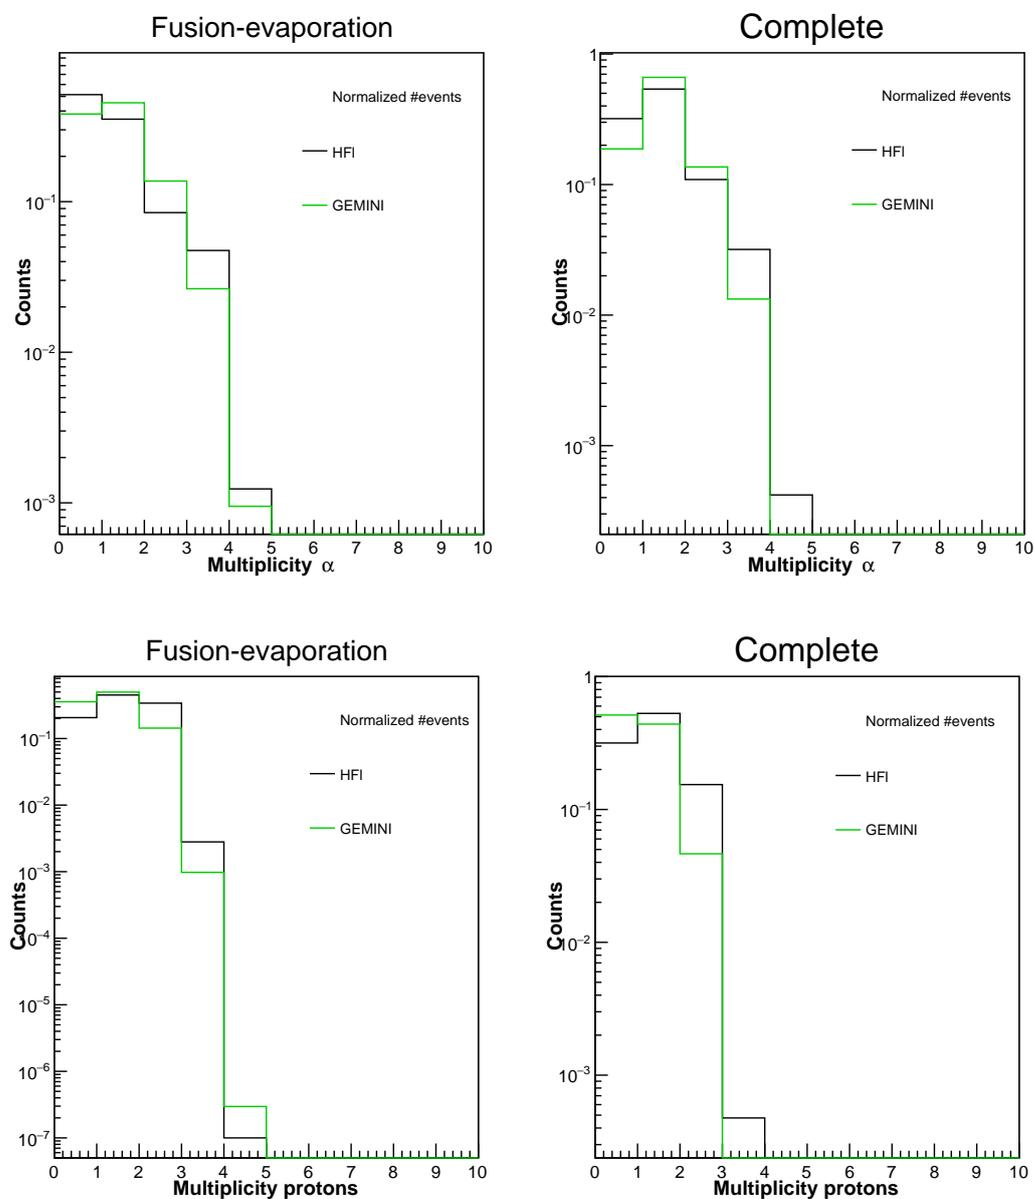 Fusion-evaporation
Normalized #events
HFl
GEMINI
10−1
10−2
10−3
Counts
0 1 2 3 4 5 6 7 8 9 10
Multiplicity α
Complete
Normalized #events
HFl
GEMINI
1
10−1
10−2
10−3
Counts
0 1 2 3 4 5 6 7 8 9 10
Multiplicity α
Fusion-evaporation
Normalized #events
HFl
GEMINI
10−1
10−2
10−3
10−4
10−5
10−6
10−7
Counts
0 1 2 3 4 5 6 7 8 9 10
Multiplicity protons
Complete
Normalized #events
HFl
GEMINI
1
10−1
10−2
10−3
Counts
0 1 2 3 4 5 6 7 8 9 10
Multiplicity protons